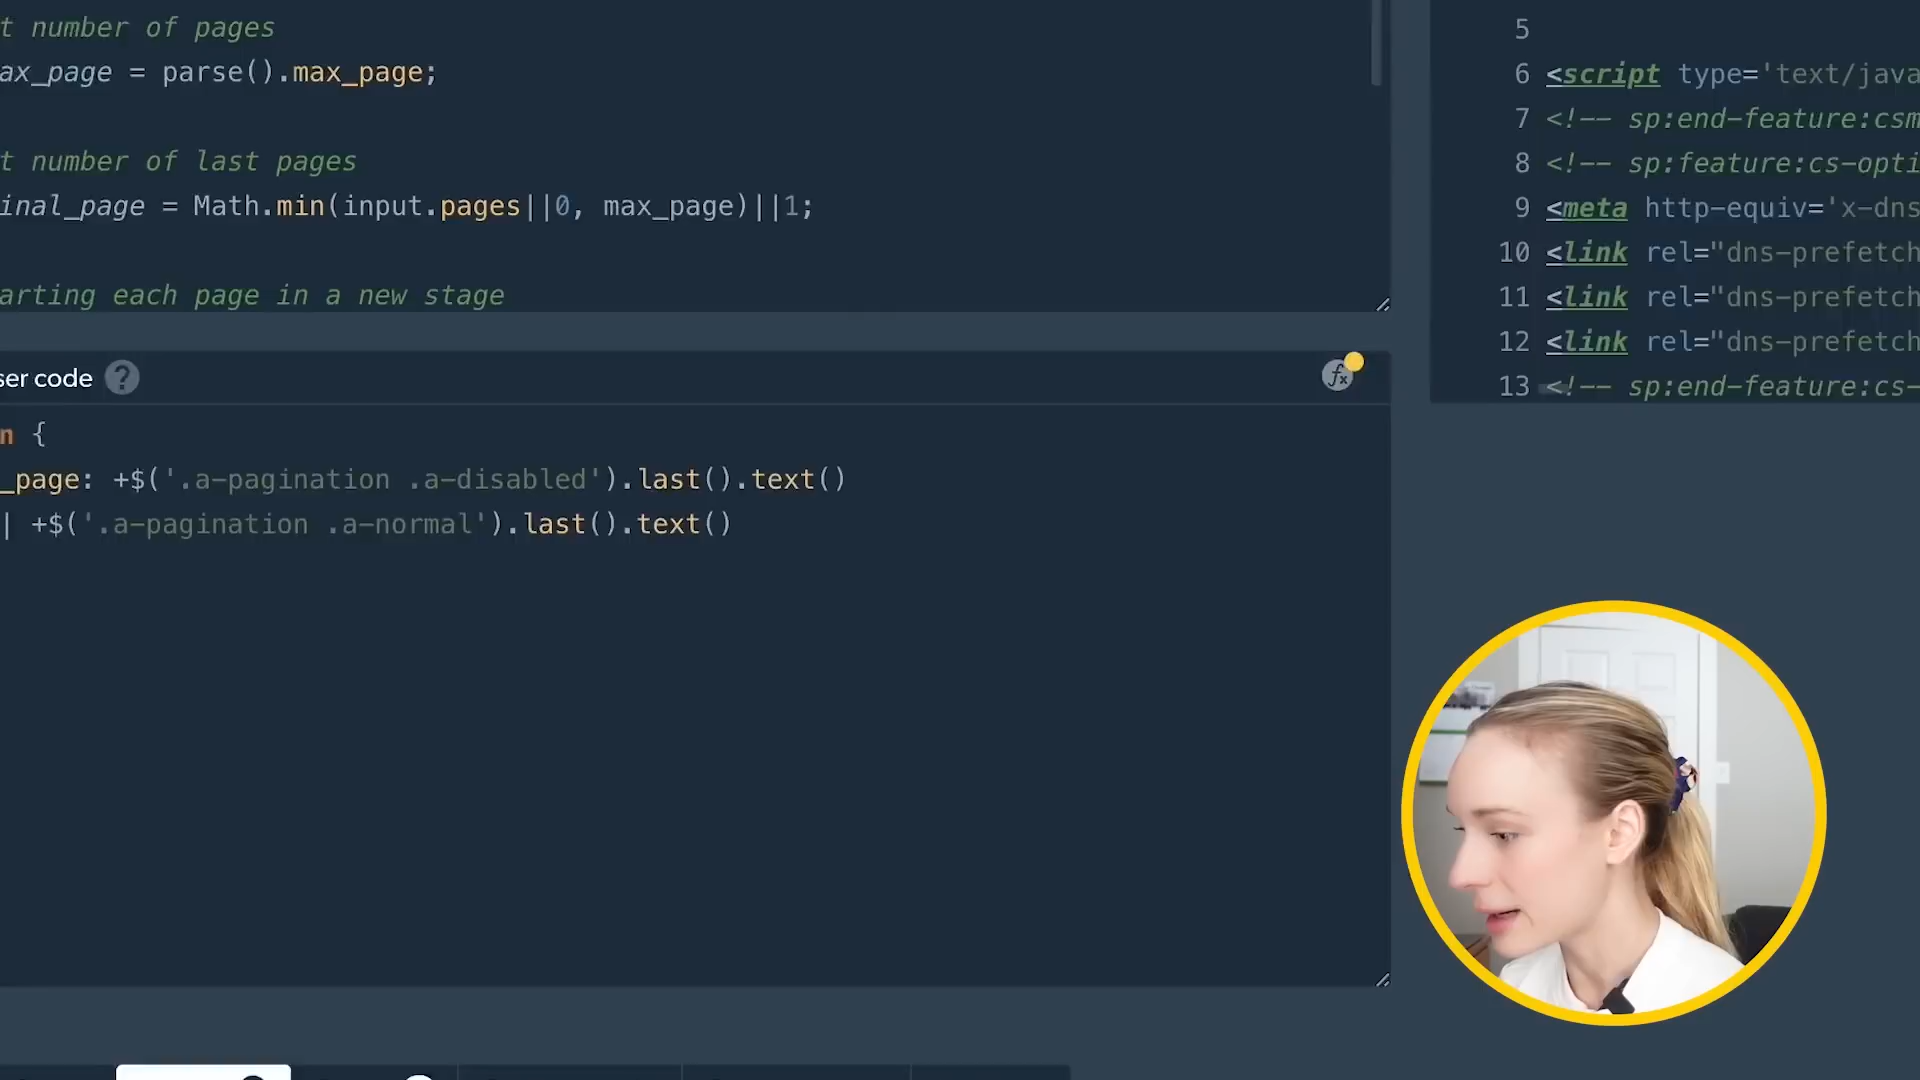 t number of pages
ax_page = parse().max_page;
t number of last pages
inal_page = Math.min(input.pages||0, max_page)||1;
arting each page in a new stage
ser code ?
fx
n {
_page: +$('.a-pagination .a-disabled').last().text()
| +$('.a-pagination .a-normal').last().text()
5
6 <script type='text/java
7 <!-- sp:end-feature:csm
8 <!-- sp:feature:cs-opti
9 <meta http-equiv='x-dns
10 <link rel="dns-prefetch
11 <link rel="dns-prefetch
12 <link rel="dns-prefetch
13 <!-- sp:end-feature:cs-